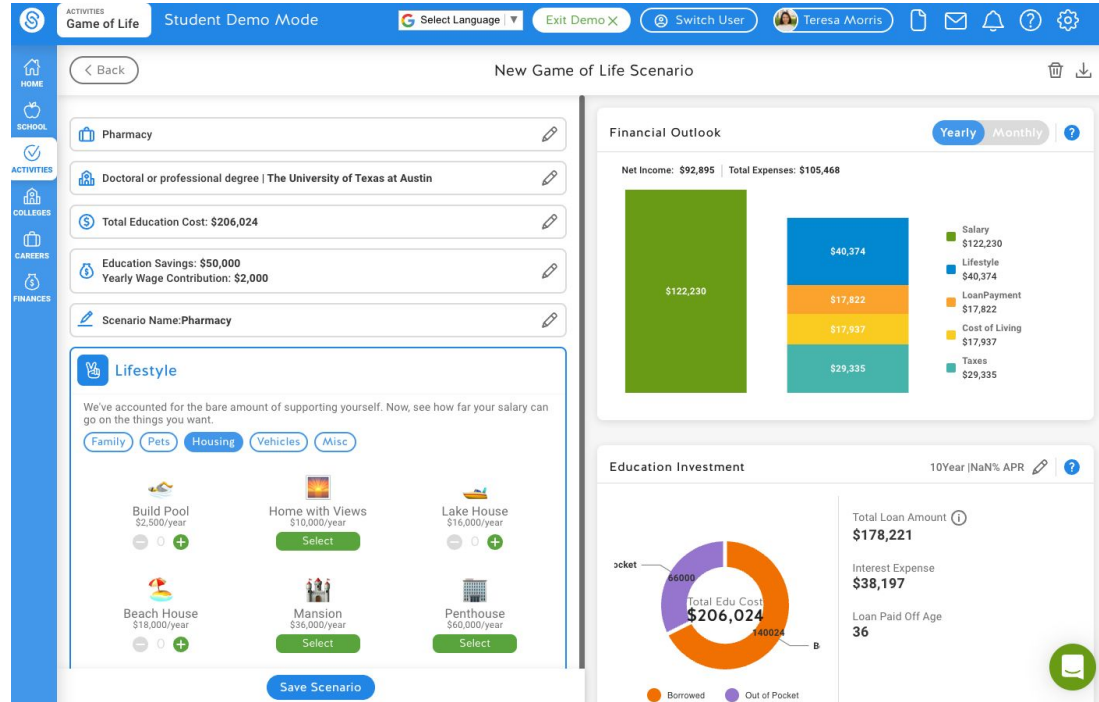 ACTIVITIES
Game of Life
Student Demo Mode
G Select Language ▼
Exit Demo ×
Switch User
Teresa Morris
HOME
SCHOOL
ACTIVITIES
COLLEGES
CAREERS
FINANCES
< Back
New Game of Life Scenario
Pharmacy
Doctoral or professional degree | The University of Texas at Austin
Total Education Cost: $206,024
Education Savings: $50,000
Yearly Wage Contribution: $2,000
Scenario Name:Pharmacy
Lifestyle
We've accounted for the bare amount of supporting yourself. Now, see how far your salary can
go on the things you want.
Family Pets Housing Vehicles Misc
Build Pool
$2,500/year
0
Home with Views
$10,000/year
Select
Lake House
$16,000/year
0
Beach House
$18,000/year
0
Mansion
$36,000/year
Select
Penthouse
$60,000/year
Select
Save Scenario
Financial Outlook
Yearly Monthly ?
Net Income: $92,895 | Total Expenses: $105,468
$122,230
$40,374
$17,822
$17,937
$29,335
Salary
$122,230
Lifestyle
$40,374
LoanPayment
$17,822
Cost of Living
$17,937
Taxes
$29,335
Education Investment
10Year |NaN% APR
?
ocket
66000
Total Edu Cost
$206,024
140024
B
Borrowed
Out of Pocket
Total Loan Amount
$178,221
Interest Expense
$38,197
Loan Paid Off Age
36